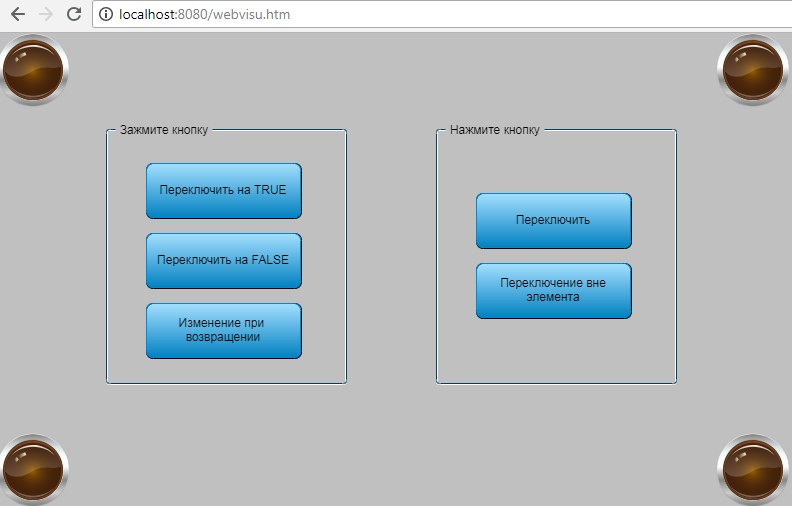 localhost:8080/webvisu.htm
Зажмите кнопку
Переключить на TRUE
Переключить на FALSE
Изменение при
возвращении
Нажмите кнопку
Переключить
Переключение вне
элемента